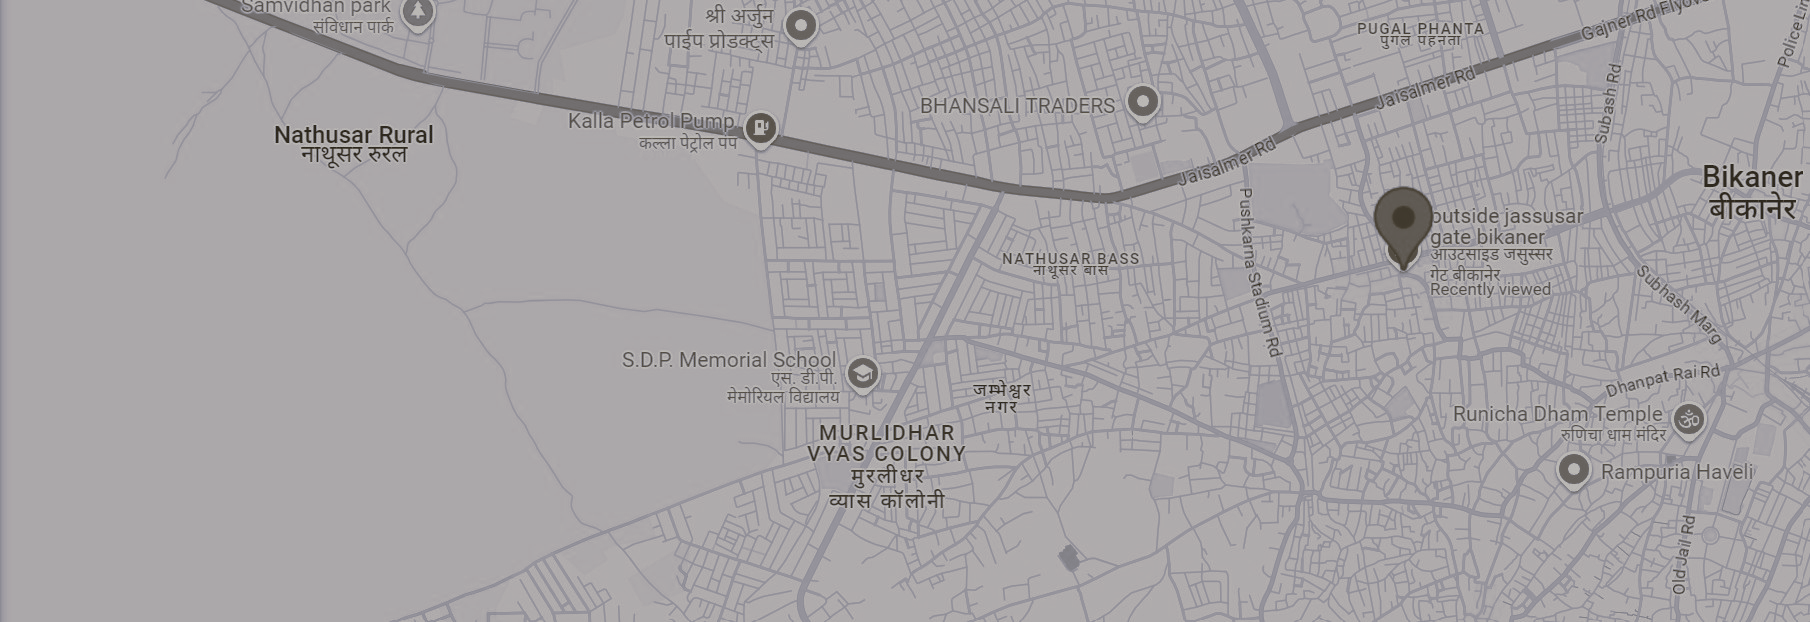 Samvidhan park
संविधान पार्क
श्री अर्जुन
पाईप प्रोडक्ट्स
PUGAL PHANTA
पुगल पहनता
Gajner Rd Flyover
Police Lin
Subash Rd
Jaisalmer Rd
BHANSALI TRADERS
Kalla Petrol Pump
कल्ला पेट्रोल पंप
Nathusar Rural
नाथूसर रुरल
Jaisalmer Rd
Bikaner
बीकानेर
Pushkarna Stadium Rd
outside jassusar
gate bikaner
आउटसाइड जसुस्सर
गेट बीकानेर
Recently viewed
NATHUSAR BASS
नाथूसर बास
Subhash Marg
S.D.P. Memorial School
एस. डी.पी.
मेमोरियल विद्यालय
जम्भेश्वर
नगर
Dhanpat Rai Rd
Runicha Dham Temple
रुणिचा धाम मंदिर
MURLIDHAR
VYAS COLONY
मुरलीधर
व्यास कॉलोनी
Rampuria Haveli
Old Jail Rd